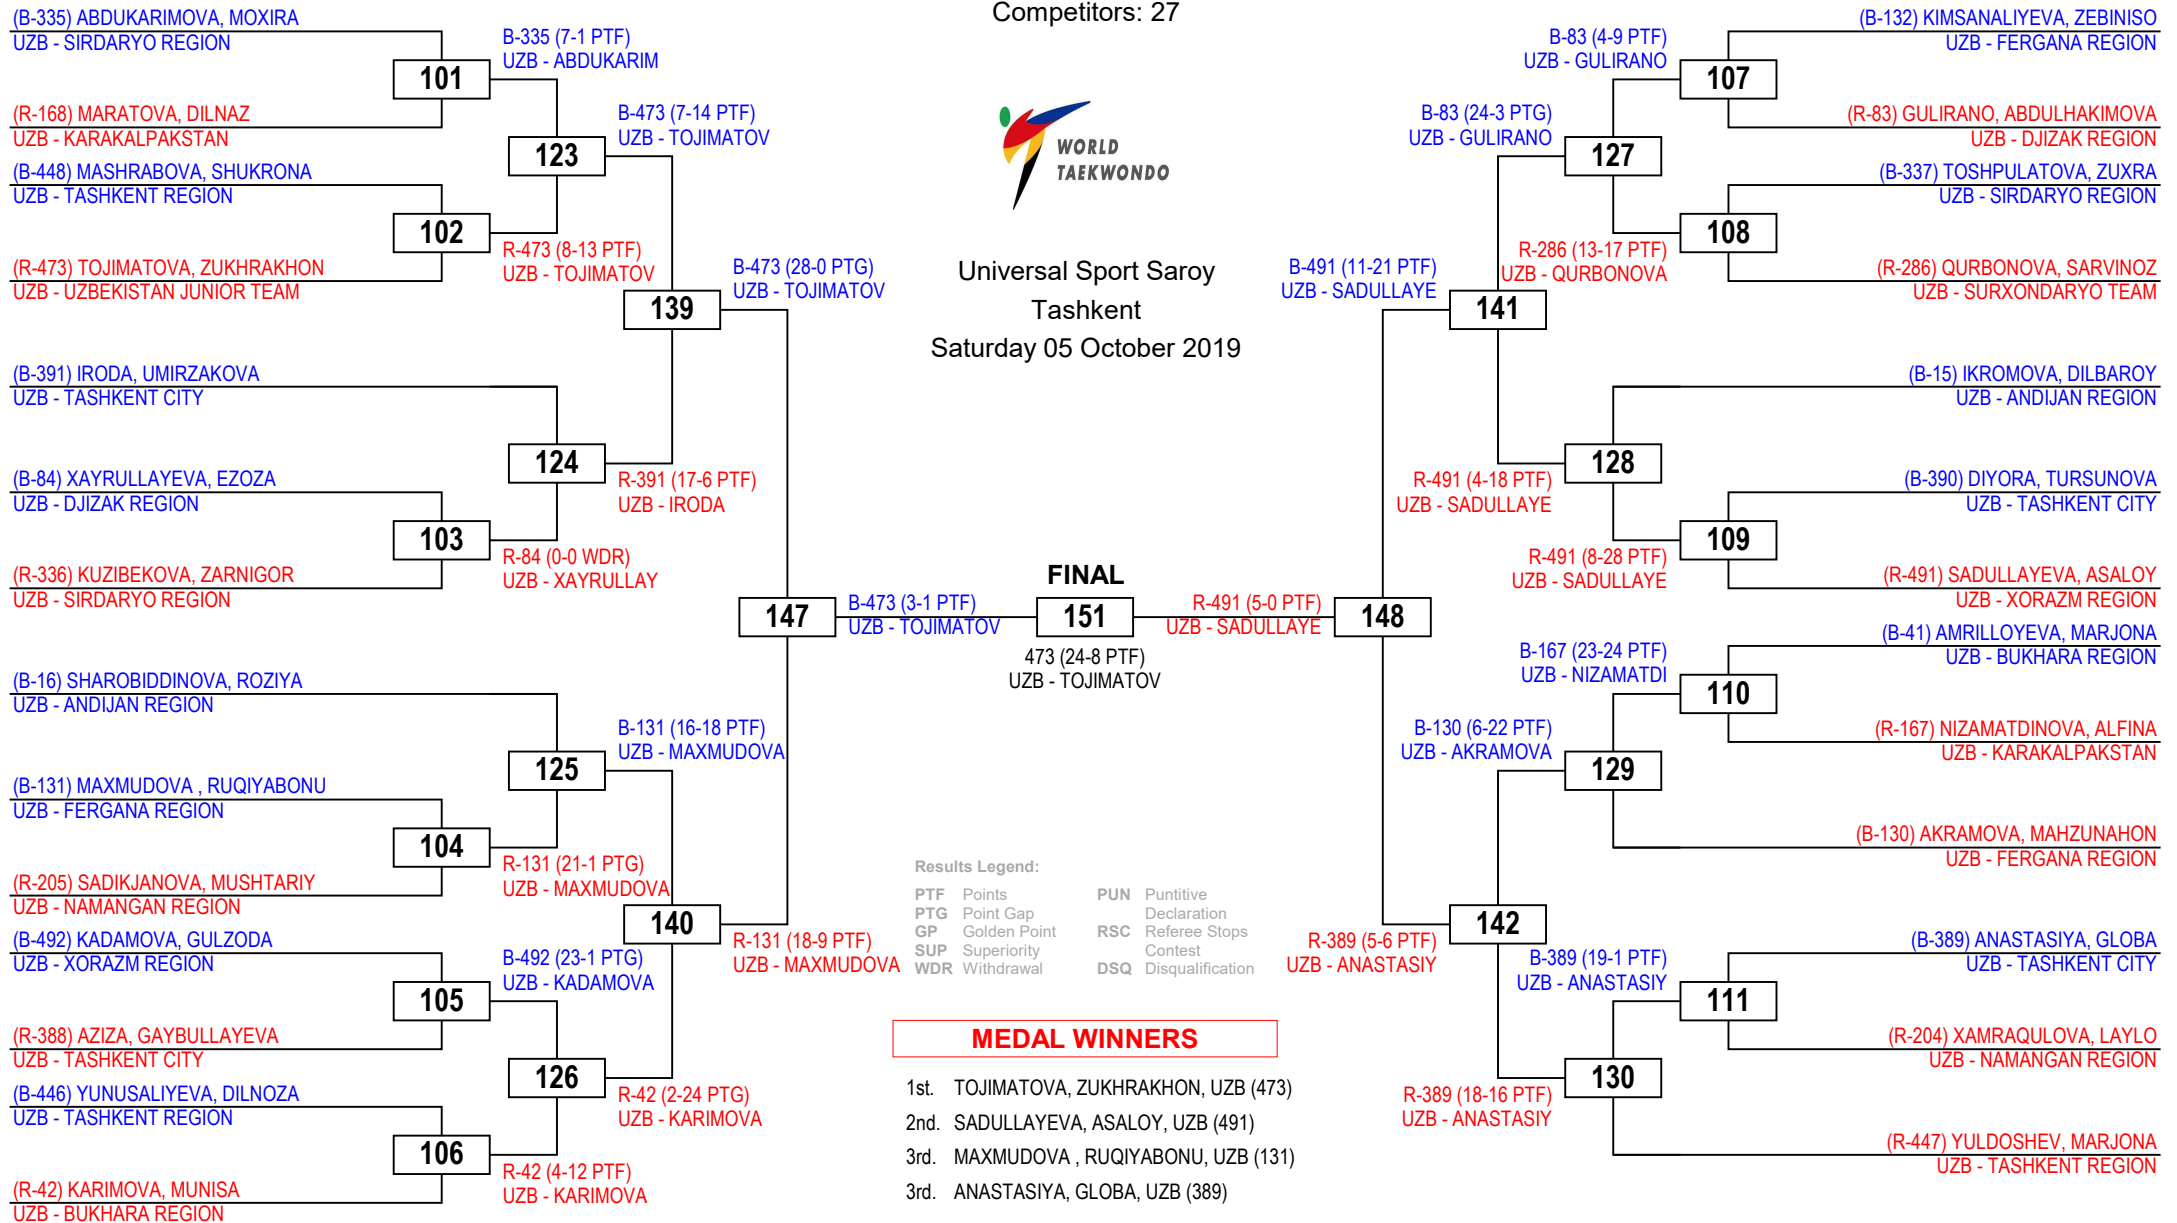 Competitors: 27
(B-335) ABDUKARIMOVA, MOXIRA
UZB - SIRDARYO REGION
101
(R-168) MARATOVA, DILNAZ
UZB - KARAKALPAKSTAN
(B-448) MASHRABOVA, SHUKRONA
UZB - TASHKENT REGION
102
(R-473) TOJIMATOVA, ZUKHRAKHON
UZB - UZBEKISTAN JUNIOR TEAM
(B-391) IRODA, UMIRZAKOVA
UZB - TASHKENT CITY
(B-84) XAYRULLAYEVA, EZOZA
UZB - DJIZAK REGION
103
(R-336) KUZIBEKOVA, ZARNIGOR
UZB - SIRDARYO REGION
(B-16) SHAROBIDDINOVA, ROZIYA
UZB - ANDIJAN REGION
(B-131) MAXMUDOVA , RUQIYABONU
UZB - FERGANA REGION
104
(R-205) SADIKJANOVA, MUSHTARIY
UZB - NAMANGAN REGION
(B-492) KADAMOVA, GULZODA
UZB - XORAZM REGION
105
(R-388) AZIZA, GAYBULLAYEVA
UZB - TASHKENT CITY
(B-446) YUNUSALIYEVA, DILNOZA
UZB - TASHKENT REGION
106
(R-42) KARIMOVA, MUNISA
UZB - BUKHARA REGION
B-335 (7-1 PTF)
UZB - ABDUKARIM
123
R-473 (8-13 PTF)
UZB - TOJIMATOV
124
R-84 (0-0 WDR)
UZB - XAYRULLAY
125
R-131 (21-1 PTG)
UZB - MAXMUDOVA
B-492 (23-1 PTG)
UZB - KADAMOVA
126
R-42 (4-12 PTF)
UZB - KARIMOVA
B-473 (7-14 PTF)
UZB - TOJIMATOV
139
R-391 (17-6 PTF)
UZB - IRODA
B-131 (16-18 PTF)
UZB - MAXMUDOVA
140
R-42 (2-24 PTG)
UZB - KARIMOVA
B-473 (28-0 PTG)
UZB - TOJIMATOV
147
R-131 (18-9 PTF)
UZB - MAXMUDOVA
B-473 (3-1 PTF)
UZB - TOJIMATOV
WORLD
TAEKWONDO
Universal Sport Saroy
Tashkent
Saturday 05 October 2019
FINAL
151
473 (24-8 PTF)
UZB - TOJIMATOV
Results Legend:
PTF Points
PTG Point Gap
GP Golden Point
SUP Superiority
WDR Withdrawal
PUN Puntitive
Declaration
RSC Referee Stops
Contest
DSQ Disqualification
MEDAL WINNERS
1st. TOJIMATOVA, ZUKHRAKHON, UZB (473)
2nd. SADULLAYEVA, ASALOY, UZB (491)
3rd. MAXMUDOVA , RUQIYABONU, UZB (131)
3rd. ANASTASIYA, GLOBA, UZB (389)
R-491 (5-0 PTF)
UZB - SADULLAYE
B-491 (11-21 PTF)
UZB - SADULLAYE
148
R-389 (5-6 PTF)
UZB - ANASTASIY
B-83 (24-3 PTG)
UZB - GULIRANO
141
R-491 (4-18 PTF)
UZB - SADULLAYE
B-130 (6-22 PTF)
UZB - AKRAMOVA
142
R-389 (18-16 PTF)
UZB - ANASTASIY
B-83 (4-9 PTF)
UZB - GULIRANO
127
R-286 (13-17 PTF)
UZB - QURBONOVA
128
R-491 (8-28 PTF)
UZB - SADULLAYE
B-167 (23-24 PTF)
UZB - NIZAMATDI
129
B-389 (19-1 PTF)
UZB - ANASTASIY
130
(B-132) KIMSANALIYEVA, ZEBINISO
UZB - FERGANA REGION
107
(R-83) GULIRANO, ABDULHAKIMOVA
UZB - DJIZAK REGION
(B-337) TOSHPULATOVA, ZUXRA
UZB - SIRDARYO REGION
108
(R-286) QURBONOVA, SARVINOZ
UZB - SURXONDARYO TEAM
(B-15) IKROMOVA, DILBAROY
UZB - ANDIJAN REGION
(B-390) DIYORA, TURSUNOVA
UZB - TASHKENT CITY
109
(R-491) SADULLAYEVA, ASALOY
UZB - XORAZM REGION
(B-41) AMRILLOYEVA, MARJONA
UZB - BUKHARA REGION
110
(R-167) NIZAMATDINOVA, ALFINA
UZB - KARAKALPAKSTAN
(B-130) AKRAMOVA, MAHZUNAHON
UZB - FERGANA REGION
(B-389) ANASTASIYA, GLOBA
UZB - TASHKENT CITY
111
(R-204) XAMRAQULOVA, LAYLO
UZB - NAMANGAN REGION
(R-447) YULDOSHEV, MARJONA
UZB - TASHKENT REGION